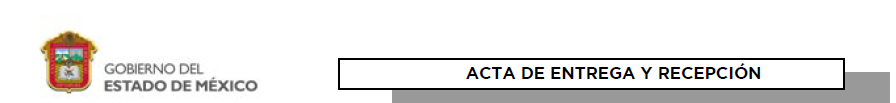 GOBIERNO DEL
ESTADO DE MÉXICO
ACTA DE ENTREGA Y RECEPCIÓN